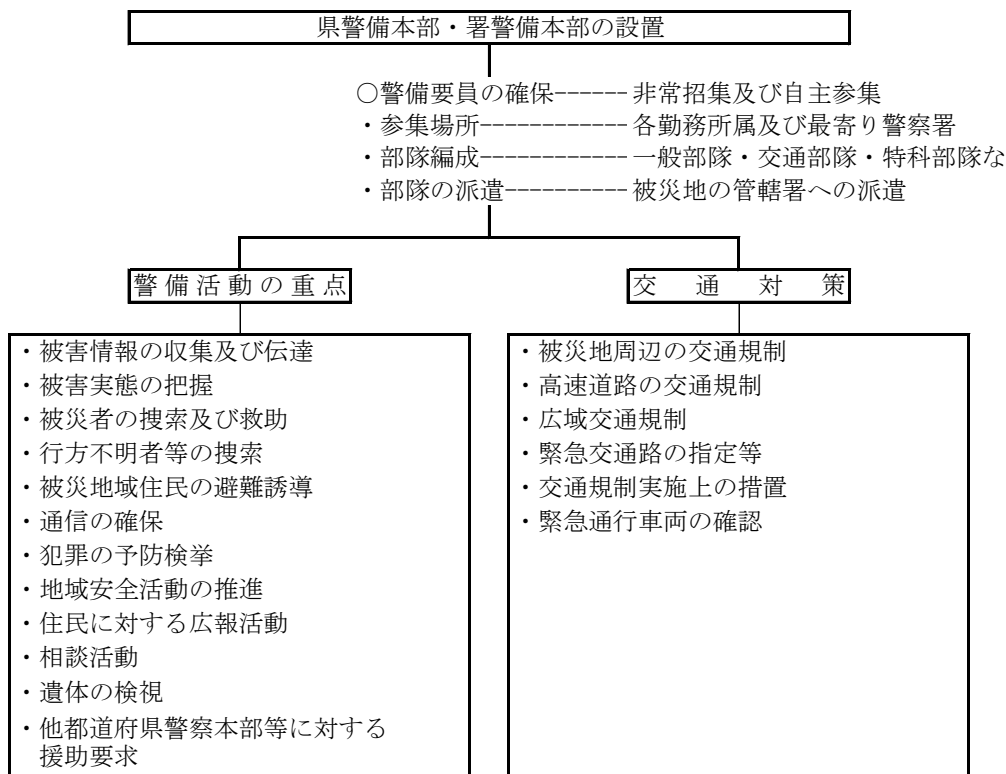 県警備本部・署警備本部の設置
○警備要員の確保------非常招集及び自主参集
・参集場所------------各勤務所属及び最寄り警察署
・部隊編成------------一般部隊・交通部隊・特科部隊な
・部隊の派遣----------被災地の管轄署への派遣
警備活動の重点
・被害情報の収集及び伝達
・被害実態の把握
・被災者の捜索及び救助
・行方不明者等の捜索
・被災地域住民の避難誘導
・通信の確保
・犯罪の予防検挙
・地域安全活動の推進
・住民に対する広報活動
・相談活動
・遺体の検視
・他都道府県警察本部等に対する
援助要求
交通対策
・被災地周辺の交通規制
・高速道路の交通規制
・広域交通規制
・緊急交通路の指定等
・交通規制実施上の措置
・緊急通行車両の確認